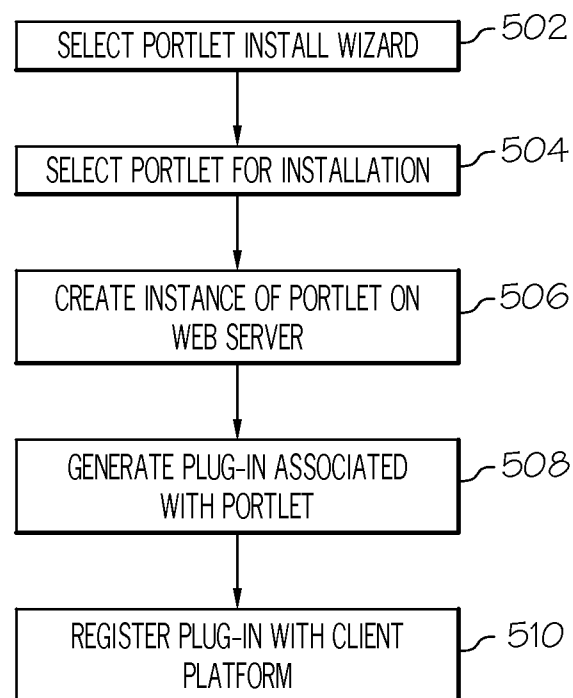 SELECT PORTLET INSTALL WIZARD
502
SELECT PORTLET FOR INSTALLATION
504
CREATE INSTANCE OF PORTLET ON
WEB SERVER
506
GENERATE PLUG-IN ASSOCIATED
WITH PORTLET
508
REGISTER PLUG-IN WITH CLIENT
PLATFORM
510